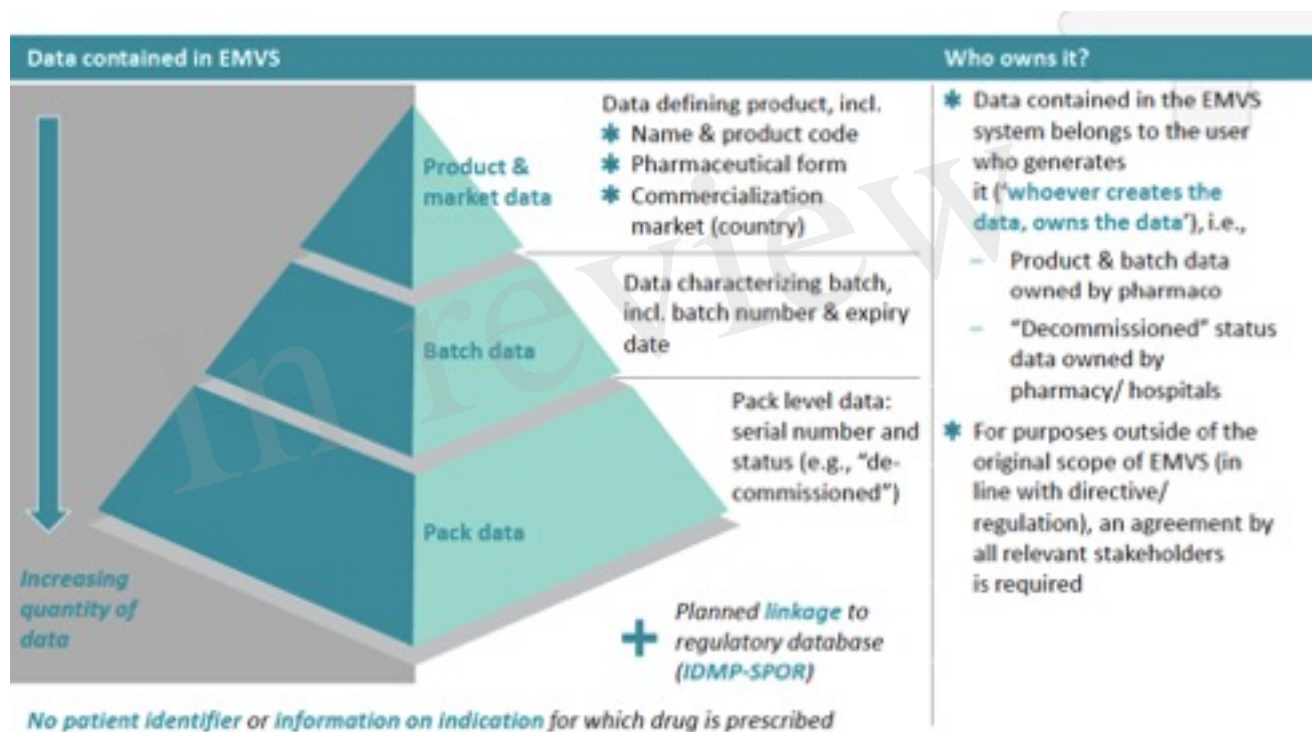 Data contained in EMVS
Who owns it?
Product &
market data
Data defining product, incl.
✱ Name & product code
✱ Pharmaceutical form
✱ Commercialization
market (country)
Batch data
Data characterizing batch,
incl. batch number & expiry
date
Pack data
Pack level data:
serial number and
status (e.g., "de-
commissioned")
Increasing
quantity of
data
+ Planned linkage to
regulatory database
(IDMP-SPOR)
No patient identifier or information on indication for which drug is prescribed
✱ Data contained in the EMVS
system belongs to the user
who generates
it ('whoever creates the
data, owns the data'), i.e.,
– Product & batch data
owned by pharmaco
– "Decommissioned" status
data owned by
pharmacy/ hospitals
✱ For purposes outside of the
original scope of EMVS (in
line with directive/
regulation), an agreement by
all relevant stakeholders
is required
In review